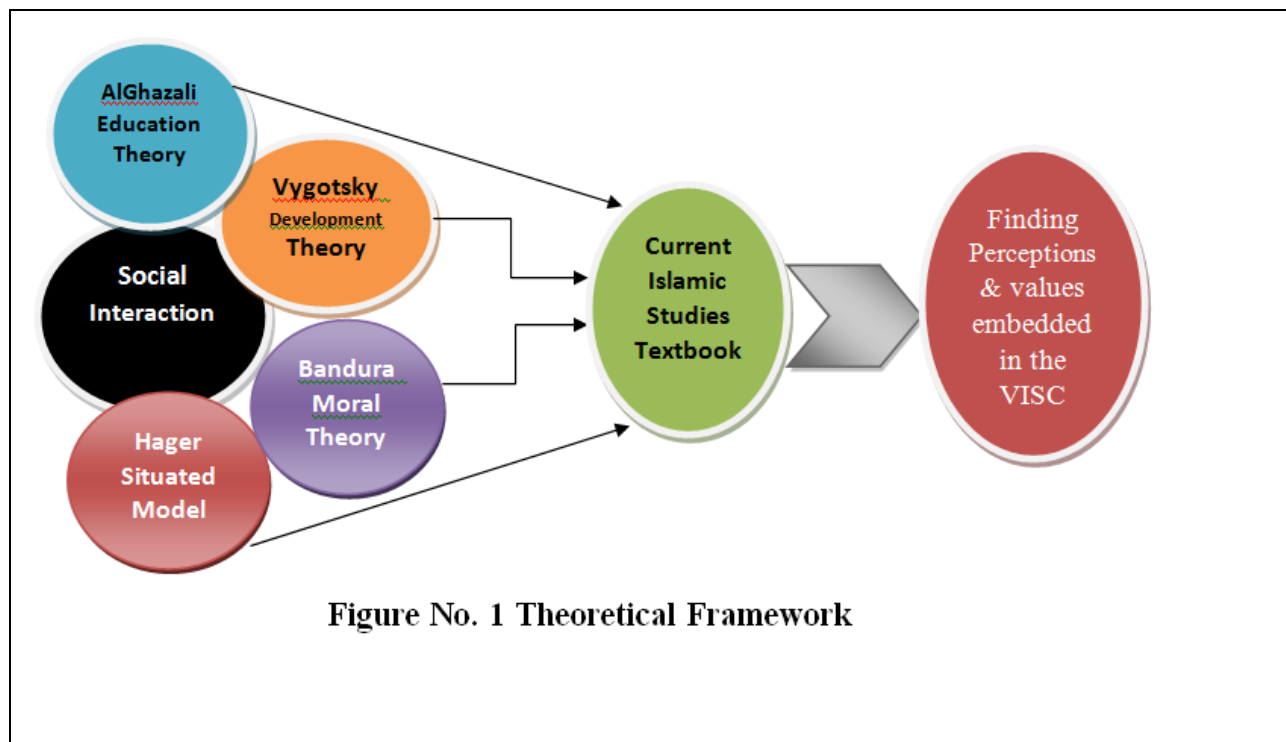 AlGhazali
Education
Theory
Vygotsky
Development
Theory
Social
Interaction
Bandura
Moral
Theory
Hager
Situated
Model
Current
Islamic
Studies
Textbook
Finding
Perceptions
& values
embedded
in the
VISC
Figure No. 1 Theoretical Framework